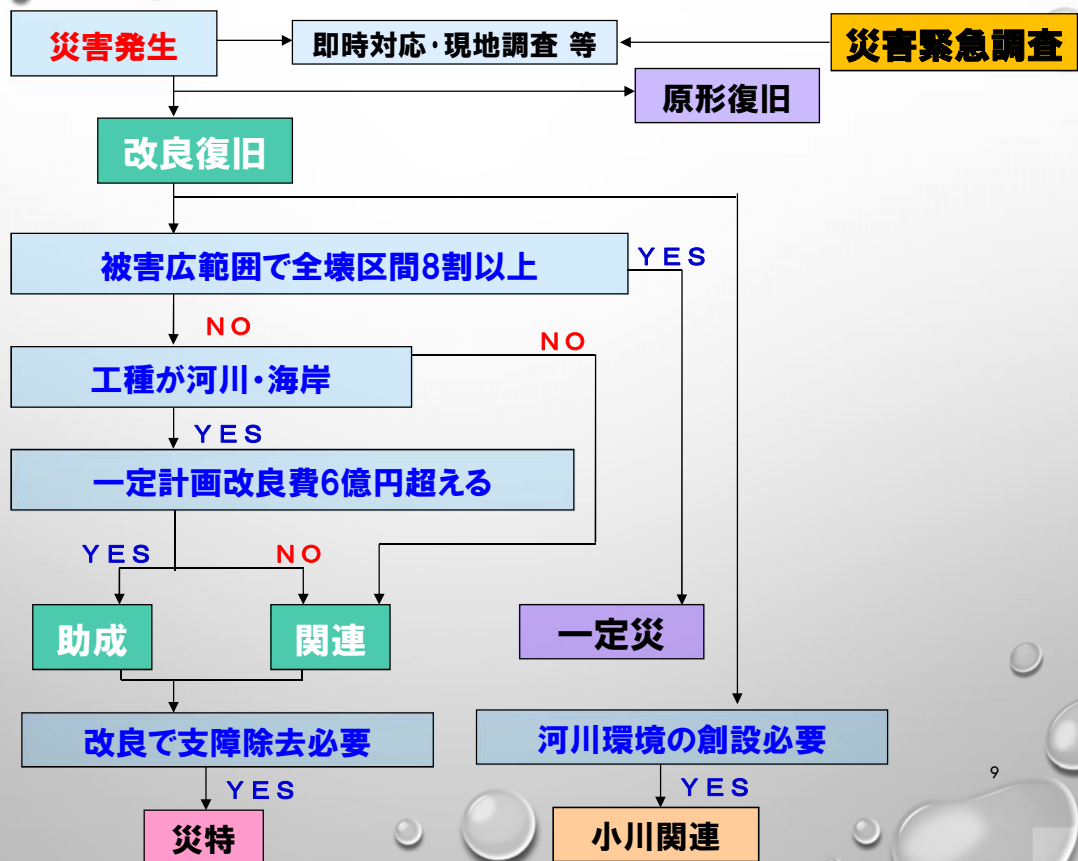 災害発生
即時対応・現地調査 等
災害緊急調査
原形復旧
改良復旧
被害広範囲で全壊区間8割以上
YES
NO
NO
工種が河川・海岸
YES
一定計画改良費6億円超える
YES
NO
助成
関連
一定災
改良で支障除去必要
河川環境の創設必要
9
YES
YES
災特
小川関連